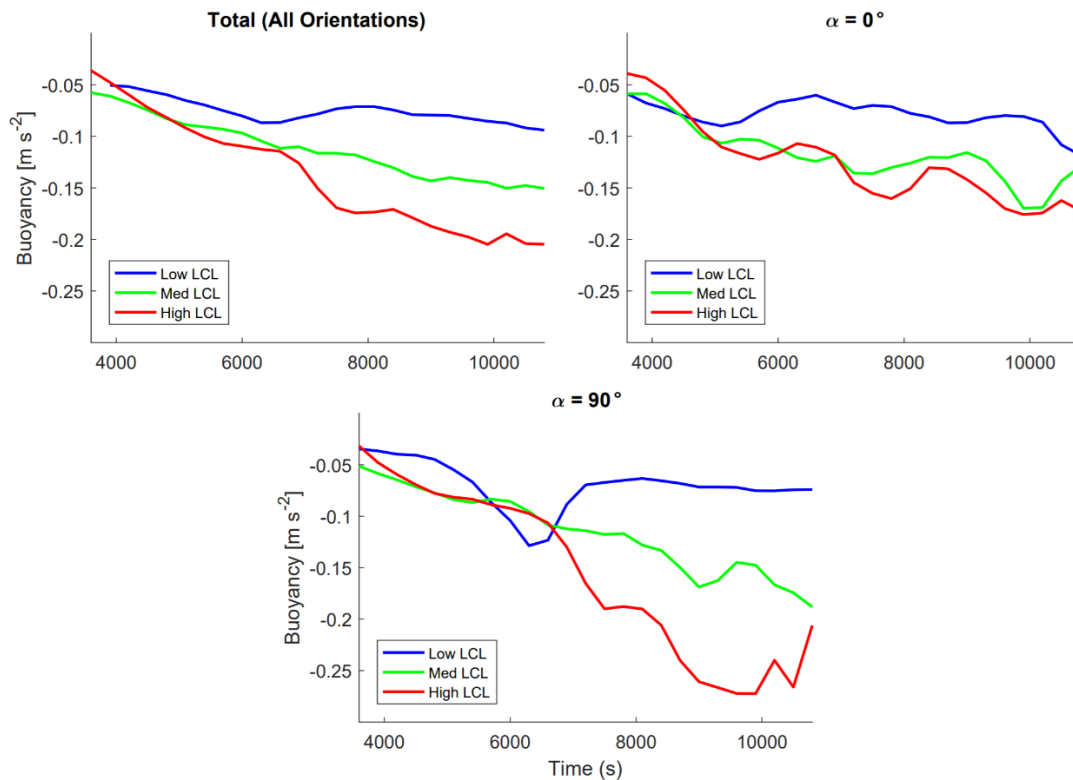 Total (All Orientations)
Buoyancy [m s⁻²]
-0.05
-0.1
-0.15
-0.2
-0.25
4000 6000 8000 10000
Low LCL
Med LCL
High LCL
α = 0°
-0.05
-0.1
-0.15
-0.2
-0.25
4000 6000 8000 10000
Low LCL
Med LCL
High LCL
α = 90°
Buoyancy [m s⁻²]
-0.05
-0.1
-0.15
-0.2
-0.25
4000 6000 8000 10000
Low LCL
Med LCL
High LCL
Time (s)